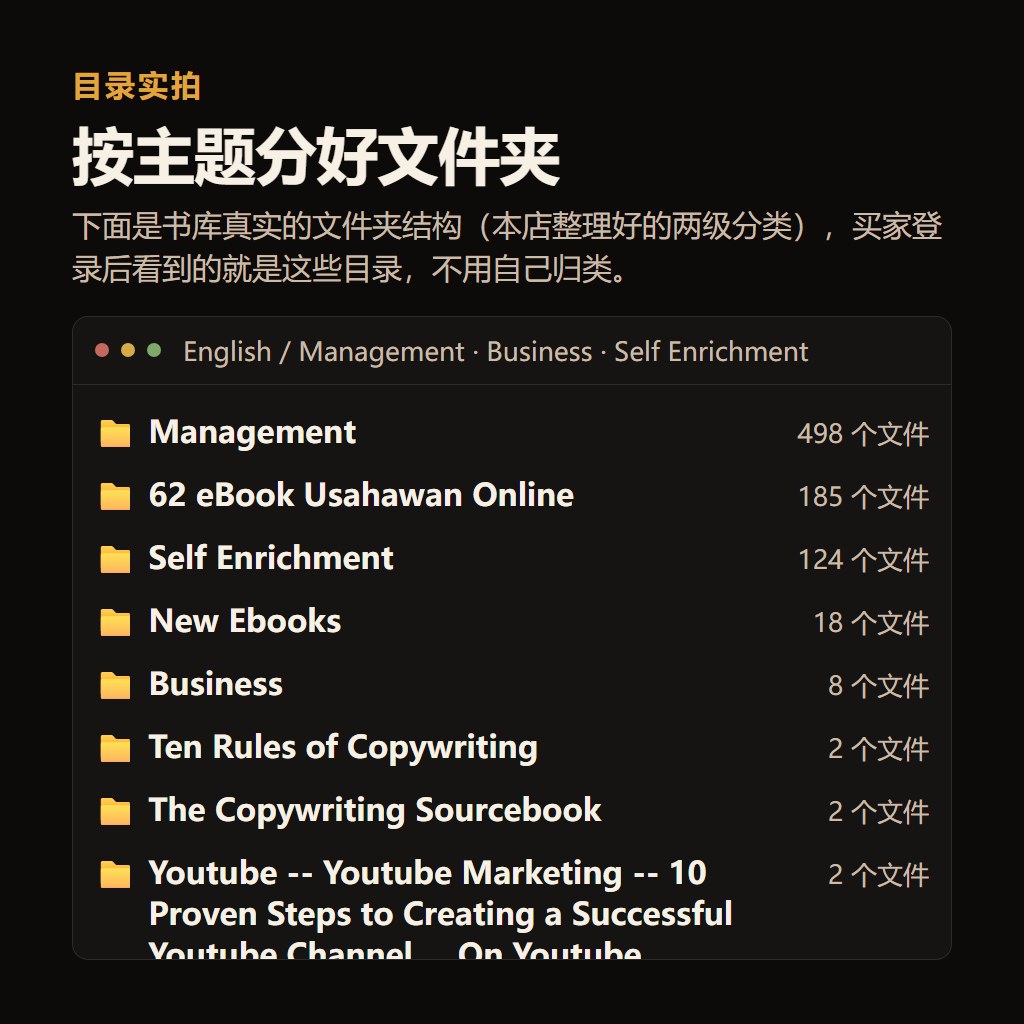 目录实拍
按主题分好文件夹
下面是书库真实的文件夹结构（本店整理好的两级分类），买家登
录后看到的就是这些目录，不用自己归类。
English / Management · Business · Self Enrichment
Management 498 个文件
62 eBook Usahawan Online 185 个文件
Self Enrichment 124 个文件
New Ebooks 18 个文件
Business 8 个文件
Ten Rules of Copywriting 2 个文件
The Copywriting Sourcebook 2 个文件
Youtube -- Youtube Marketing -- 10 2 个文件
Proven Steps to Creating a Successful
Youtube Channel On Youtube